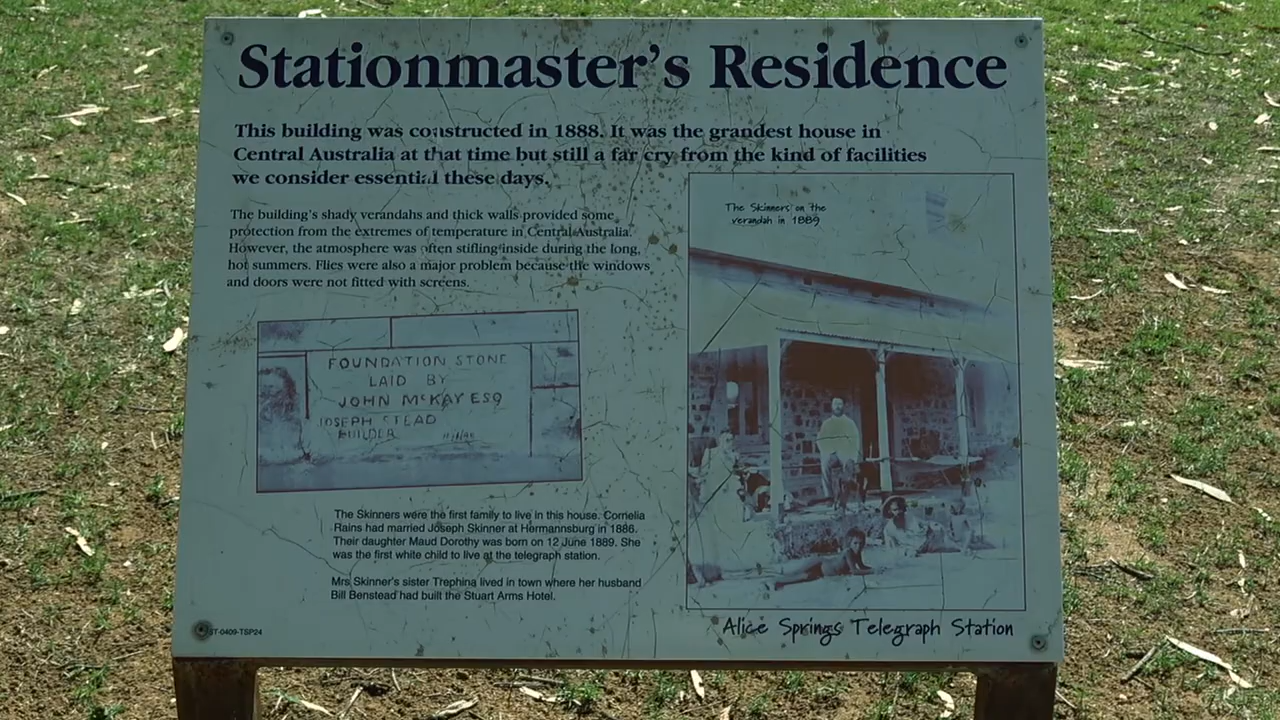 Stationmaster's Residence
This building was constructed in 1888. It was the grandest house in
Central Australia at that time but still a far cry from the kind of facilities
we consider essential these days.
The building's shady verandahs and thick walls provided some
protection from the extremes of temperature in Central Australia.
However, the atmosphere was often stifling inside during the long,
hot summers. Flies were also a major problem because the windows
and doors were not fitted with screens.
The Skinners on the
verandah in 1889
FOUNDATION STONE
LAID BY
JOHN McKAY ESQ
JOSEPH STEAD
BUILDER
The Skinners were the first family to live in this house. Cornelia
Rains had married Joseph Skinner at Hermannsburg in 1886.
Their daughter Maud Dorothy was born on 12 June 1889. She
was the first white child to live at the telegraph station.
Mrs Skinner's sister Trephina lived in town where her husband
Bill Benstead had built the Stuart Arms Hotel.
Alice Springs Telegraph Station
ST-0409-TSP24